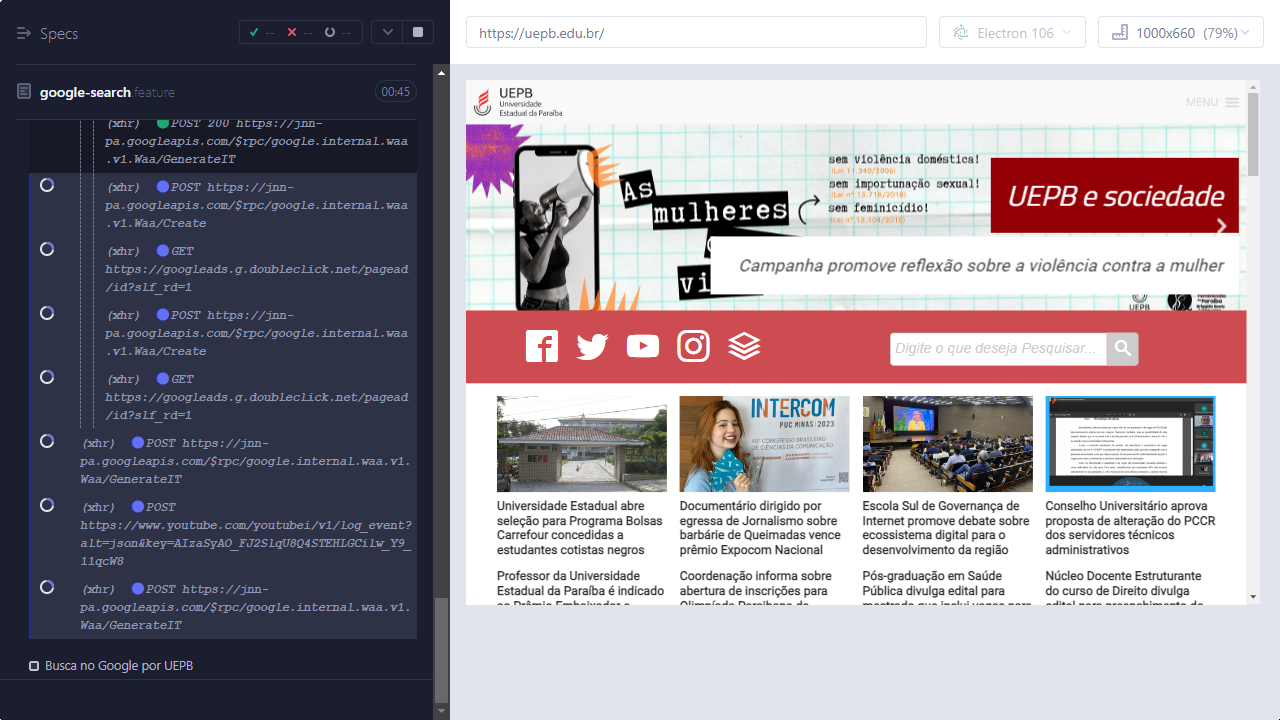 Specs
--
--
--
google-search.feature
00:45
(xhr) POST 200 https://jnn-
pa.googleapis.com/$rpc/google.internal.waa
.v1.Waa/GenerateIT
(xhr) POST https://jnn-
pa.googleapis.com/$rpc/google.internal.waa
.v1.Waa/Create
(xhr) GET
https://googleads.g.doubleclick.net/pagead
/id?slf_rd=1
(xhr) POST https://jnn-
pa.googleapis.com/$rpc/google.internal.waa
.v1.Waa/Create
(xhr) GET
https://googleads.g.doubleclick.net/pagead
/id?slf_rd=1
(xhr) POST https://jnn-
pa.googleapis.com/$rpc/google.internal.waa.v1.
Waa/GenerateIT
(xhr) POST
https://www.youtube.com/youtubei/v1/log_event?
alt=json&key=AIzaSyAO_FJ2SlqU8Q4STEHLGCilw_Y9_
11qcW8
(xhr) POST https://jnn-
pa.googleapis.com/$rpc/google.internal.waa.v1.
Waa/GenerateIT
Busca no Google por UEPB
https://uepb.edu.br/
Electron 106
1000x660 (79%)
UEPB
Universidade
Estadual da Paraíba
MENU
As
mulheres
vi
sem violência doméstica!
(Lei 11.340/2006)
sem importunação sexual!
(Lei nº 13.718/2018)
sem feminicídio!
(Lei nº 13.104/2015)
UEPB e sociedade
Campanha promove reflexão sobre a violência contra a mulher
UEPB
Digite o que deseja Pesquisar...
UEPB
INTERCOM
PUC MINAS | 2023
46º CONGRESSO BRASILEIRO
DE CIÊNCIAS DA COMUNICAÇÃO
Universidade Estadual abre
seleção para Programa Bolsas
Carrefour concedidas a
estudantes cotistas negros
Documentário dirigido por
egressa de Jornalismo sobre
barbárie de Queimadas vence
prêmio Expocom Nacional
Escola Sul de Governança de
Internet promove debate sobre
ecossistema digital para o
desenvolvimento da região
Conselho Universitário aprova
proposta de alteração do PCCR
dos servidores técnicos
administrativos
Professor da Universidade
Estadual da Paraíba é indicado
ao Prêmio Embaixador o
Coordenação informa sobre
abertura de inscrições para
Olimpíada Paraibana de
Pós-graduação em Saúde
Pública divulga edital para
mestrado que inclui vagas para
Núcleo Docente Estruturante
do curso de Direito divulga
edital para preenchimento de